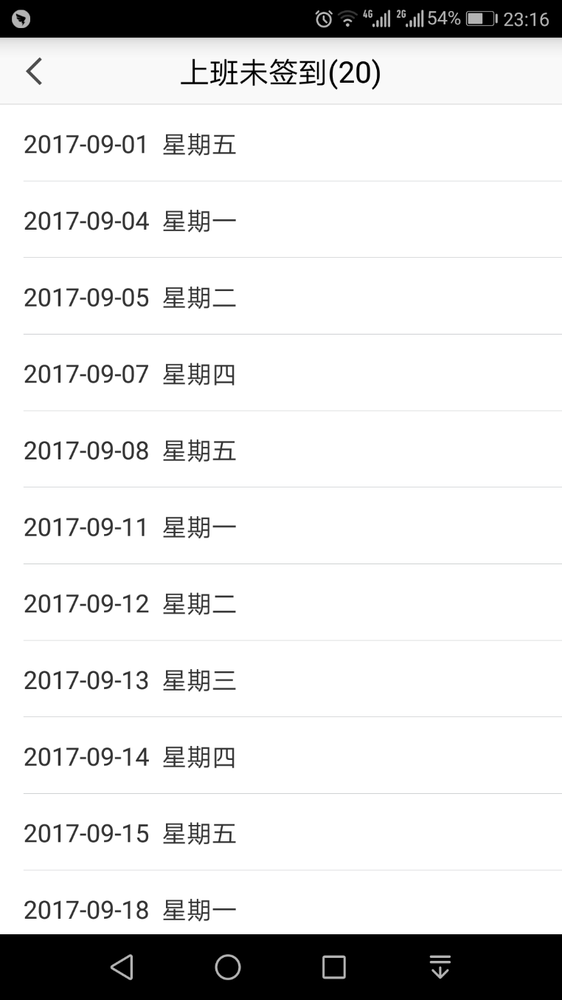 4G 2G 54% 23:16
上班未签到(20)
2017-09-01 星期五
2017-09-04 星期一
2017-09-05 星期二
2017-09-07 星期四
2017-09-08 星期五
2017-09-11 星期一
2017-09-12 星期二
2017-09-13 星期三
2017-09-14 星期四
2017-09-15 星期五
2017-09-18 星期一